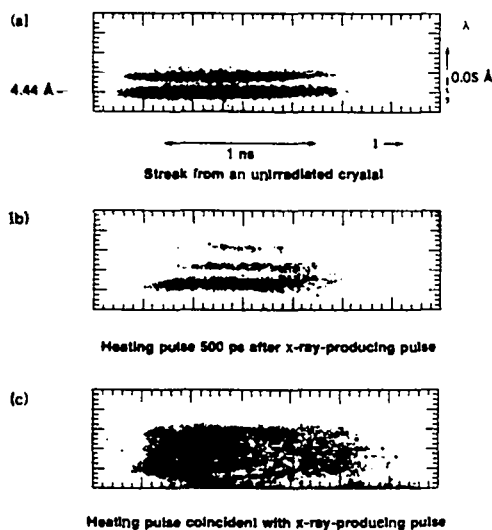 (a)
λ
4.44 Å
0.05 Å
1 ns
t
Streak from an unirradiated crystal
(b)
Heating pulse 500 ps after x-ray-producing pulse
(c)
Heating pulse coincident with x-ray-producing pulse